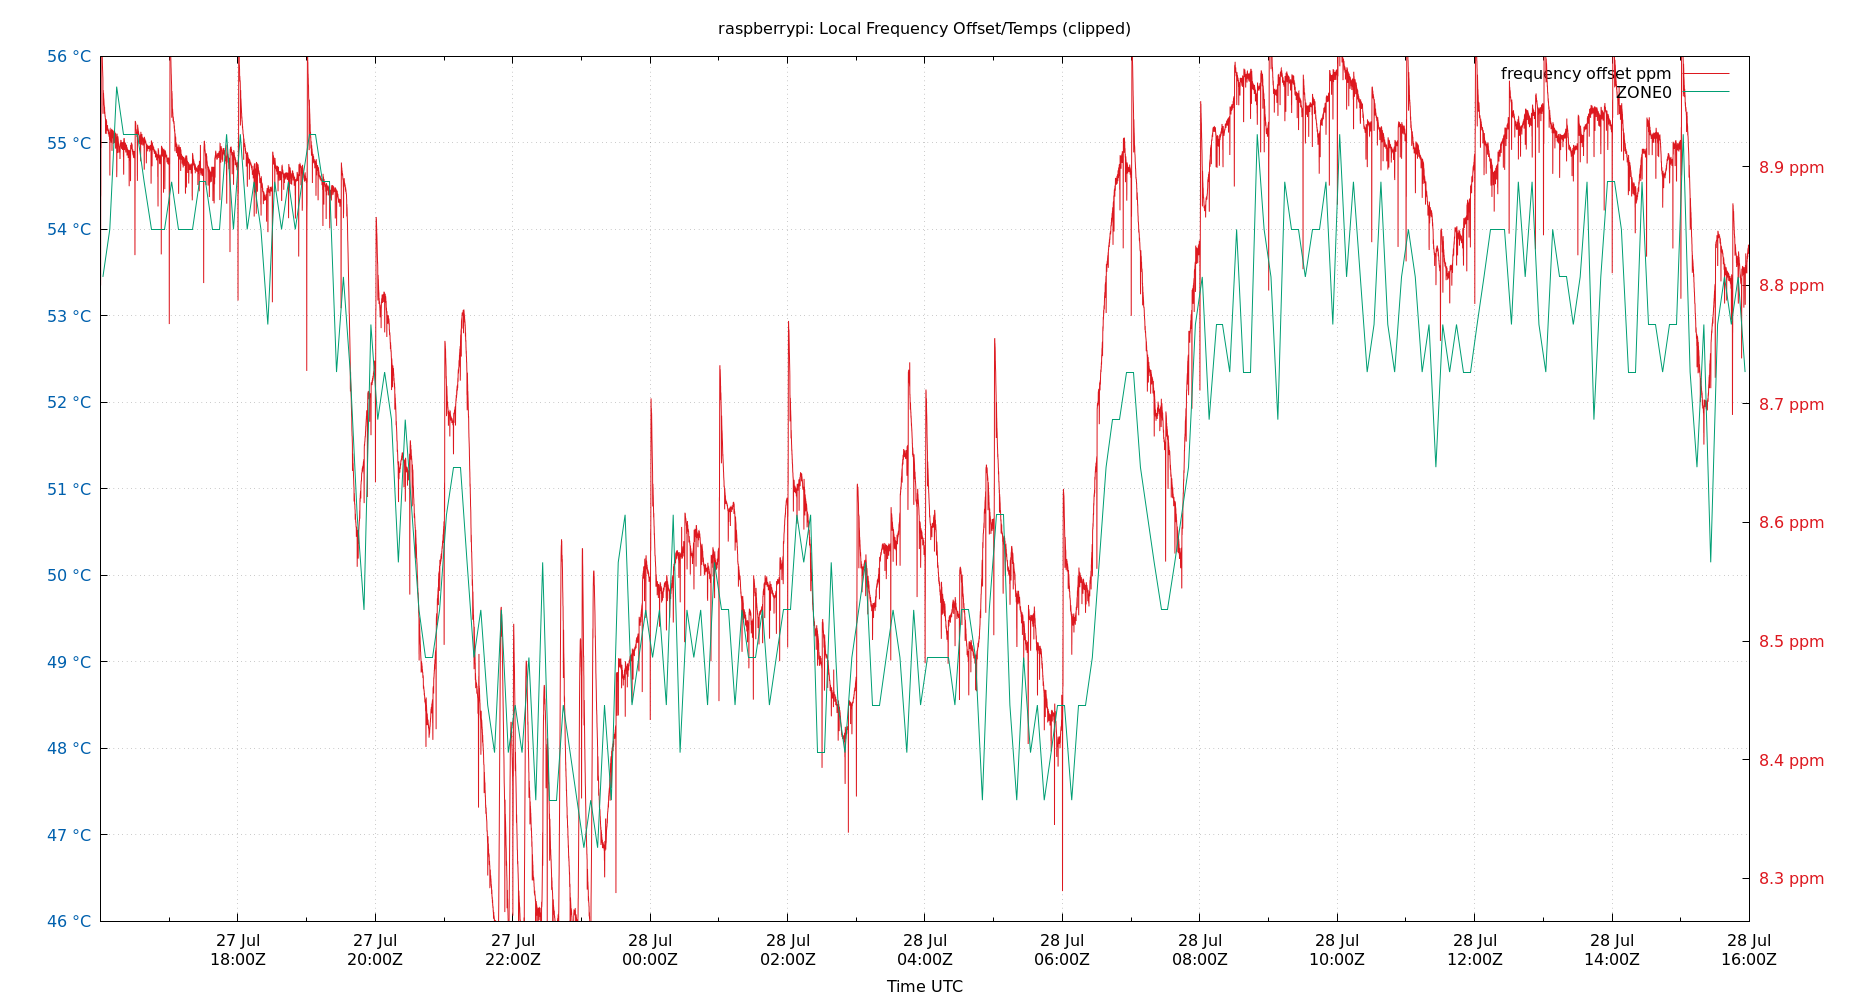 raspberrypi: Local Frequency Offset/Temps (clipped)
56 °C
55 °C
54 °C
53 °C
52 °C
51 °C
50 °C
49 °C
48 °C
47 °C
46 °C
frequency offset ppm
ZONE0
8.9 ppm
8.8 ppm
8.7 ppm
8.6 ppm
8.5 ppm
8.4 ppm
8.3 ppm
27 Jul
18:00Z
27 Jul
20:00Z
27 Jul
22:00Z
28 Jul
00:00Z
28 Jul
02:00Z
28 Jul
04:00Z
28 Jul
06:00Z
28 Jul
08:00Z
28 Jul
10:00Z
28 Jul
12:00Z
28 Jul
14:00Z
28 Jul
16:00Z
Time UTC